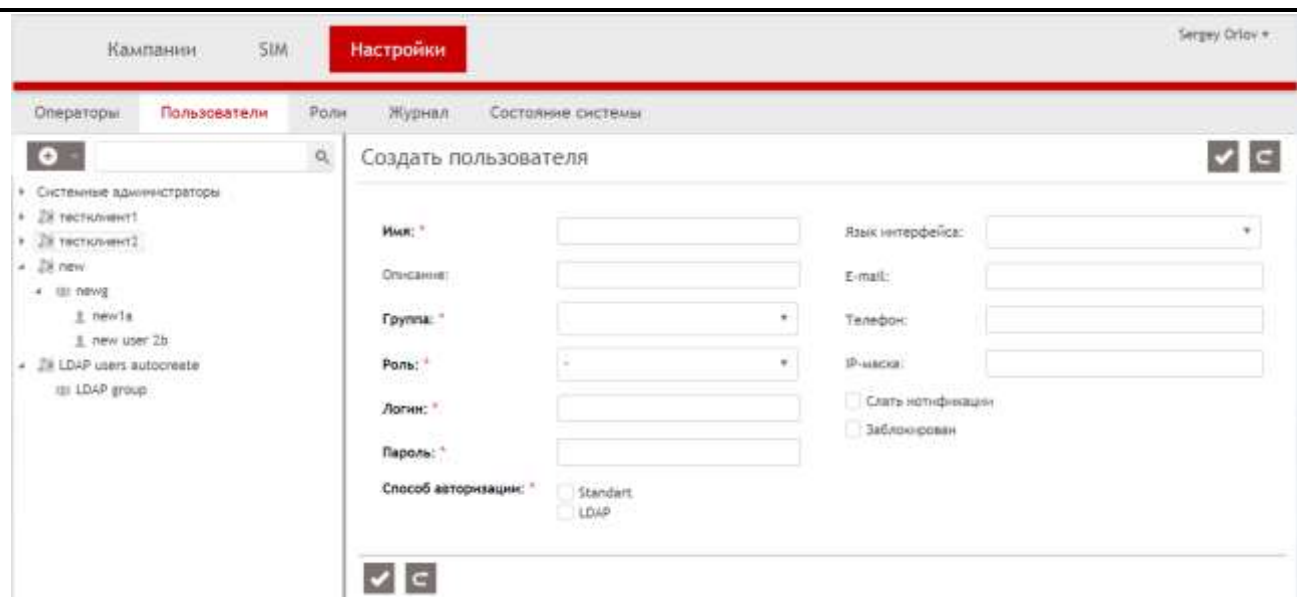 Sergey Orlov
Кампании SIM Настройки
Операторы Пользователи Роли Журнал Состояние системы
Создать пользователя
Системные администраторы
тестклиент1
тестклиент2
new
newg
new1a
new user 2b
LDAP users autocreate
LDAP group
Имя: *
Описание:
Группа: *
Роль: * -
Логин: *
Пароль: *
Способ авторизации: * Standart
LDAP
Язык интерфейса:
E-mail:
Телефон:
IP-маска:
Слать нотификации
Заблокирован